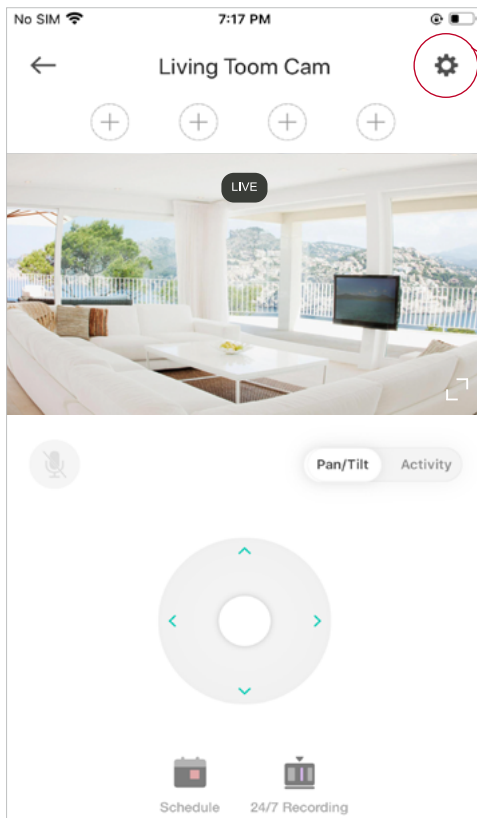 No SIM 7:17 PM
Living Toom Cam
LIVE
Pan/Tilt Activity
Schedule 24/7 Recording